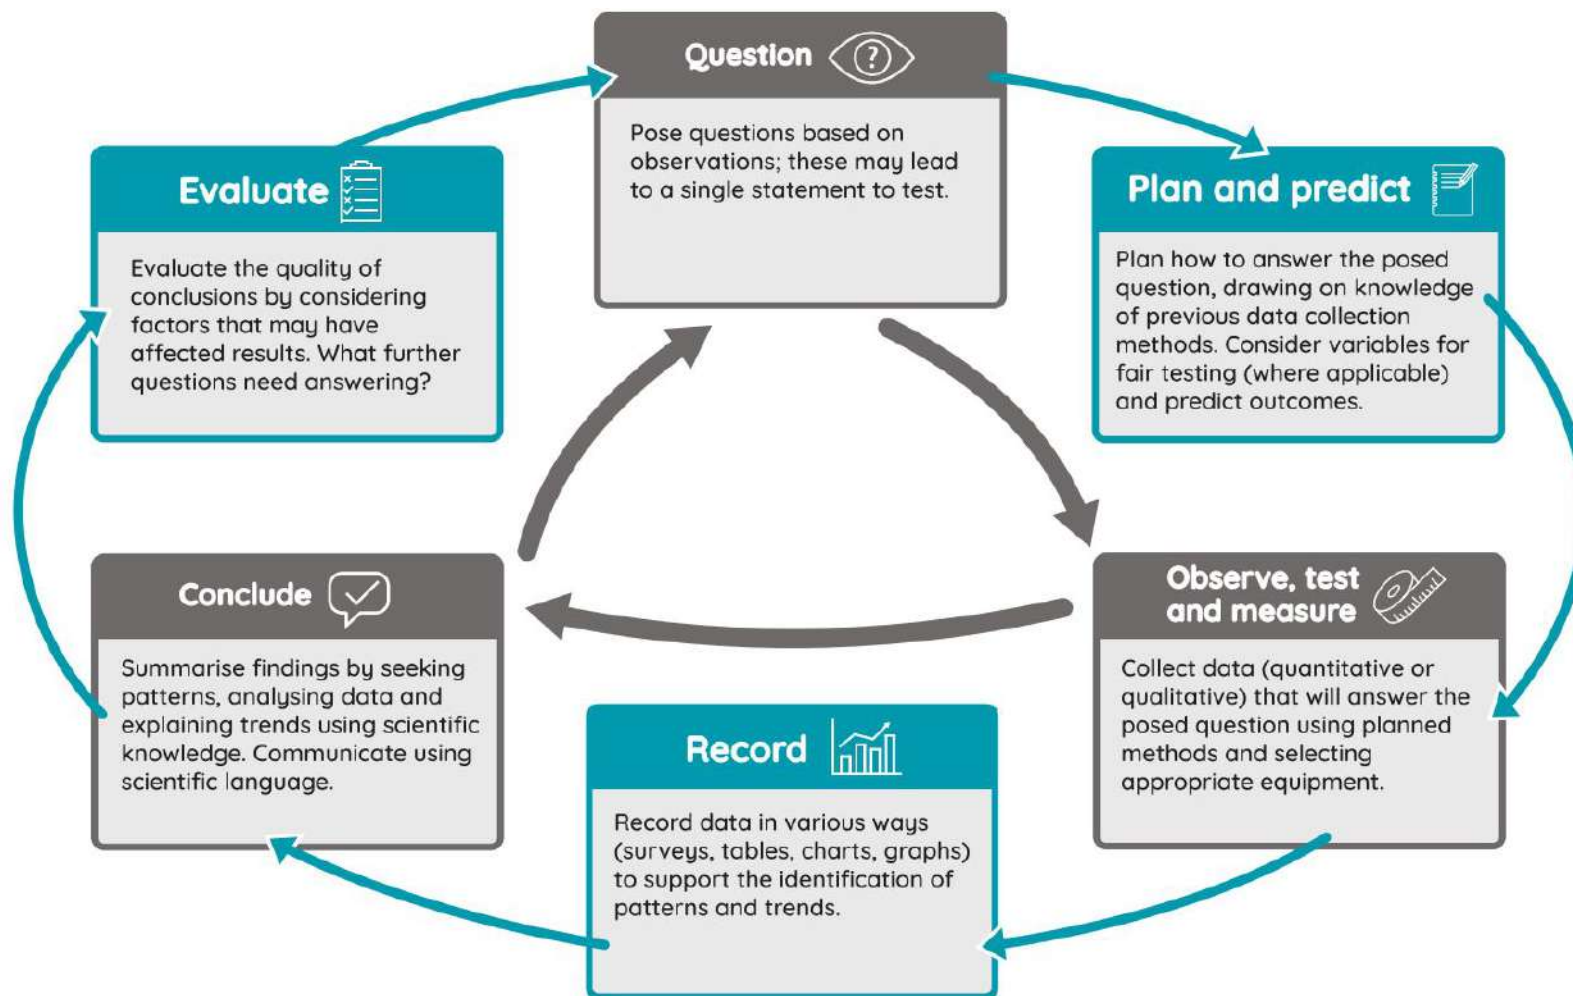 Question
?
Pose questions based on
observations; these may lead
to a single statement to test.
Plan and predict
Plan how to answer the posed
question, drawing on knowledge
of previous data collection
methods. Consider variables for
fair testing (where applicable)
and predict outcomes.
Observe, test
and measure
Collect data (quantitative or
qualitative) that will answer the
posed question using planned
methods and selecting
appropriate equipment.
Record
Record data in various ways
(surveys, tables, charts, graphs)
to support the identification of
patterns and trends.
Conclude
Summarise findings by seeking
patterns, analysing data and
explaining trends using scientific
knowledge. Communicate using
scientific language.
Evaluate
Evaluate the quality of
conclusions by considering
factors that may have
affected results. What further
questions need answering?